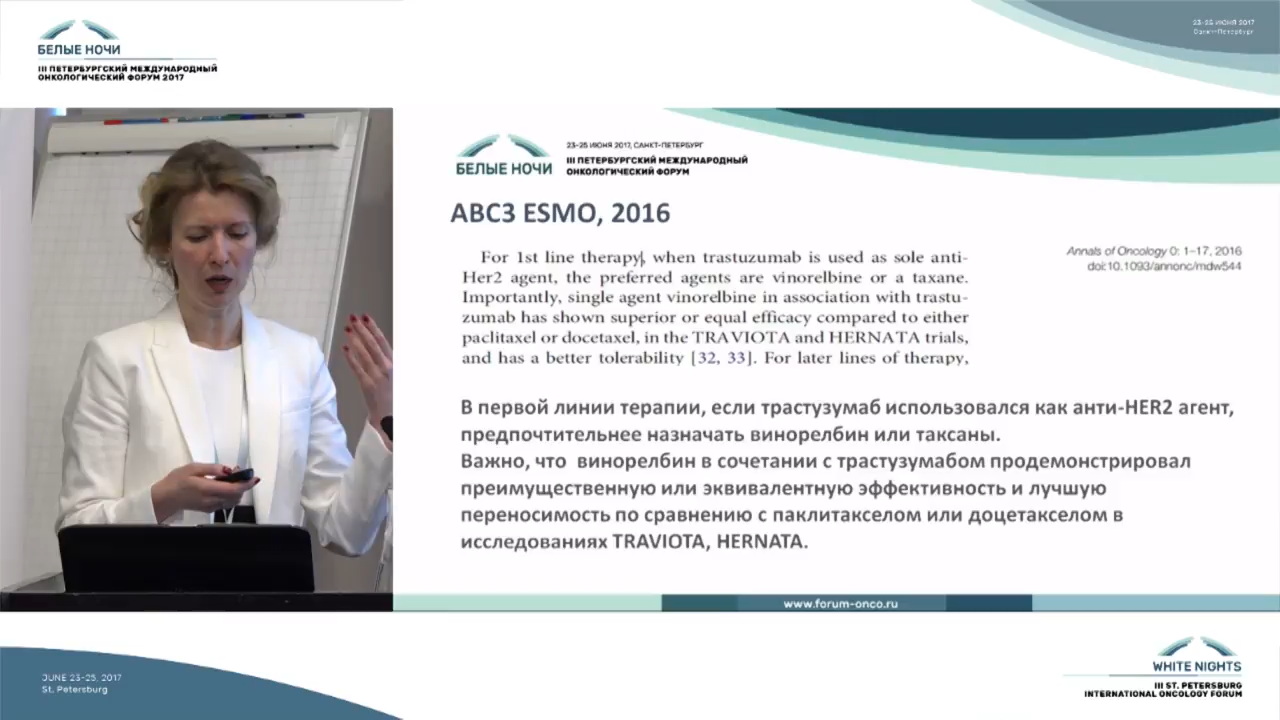 БЕЛЫЕ НОЧИ
III ПЕТЕРБУРГСКИЙ МЕЖДУНАРОДНЫЙ
ОНКОЛОГИЧЕСКИЙ ФОРУМ 2017
23-25 ИЮНЯ 2017
Санкт-Петербург
БЕЛЫЕ НОЧИ
23-25 ИЮНЯ 2017, САНКТ-ПЕТЕРБУРГ
III ПЕТЕРБУРГСКИЙ МЕЖДУНАРОДНЫЙ
ОНКОЛОГИЧЕСКИЙ ФОРУМ
ABC3 ESMO, 2016
Annals of Oncology 0: 1–17, 2016
doi:10.1093/annonc/mdw544
For 1st line therapy, when trastuzumab is used as sole anti-
Her2 agent, the preferred agents are vinorelbine or a taxane.
Importantly, single agent vinorelbine in association with trastu-
zumab has shown superior or equal efficacy compared to either
paclitaxel or docetaxel, in the TRAVIOTA and HERNATA trials,
and has a better tolerability [32, 33]. For later lines of therapy,
В первой линии терапии, если трастузумаб использовался как анти-HER2 агент,
предпочтительнее назначать винорелбин или таксаны.
Важно, что винорелбин в сочетании с трастузумабом продемонстрировал
преимущественную или эквивалентную эффективность и лучшую
переносимость по сравнению с паклитакселом или доцетакселом в
исследованиях TRAVIOTA, HERNATA.
www.forum-onco.ru
JUNE 23-25, 2017
St. Petersburg
WHITE NIGHTS
III ST. PETERSBURG
INTERNATIONAL ONCOLOGY FORUM